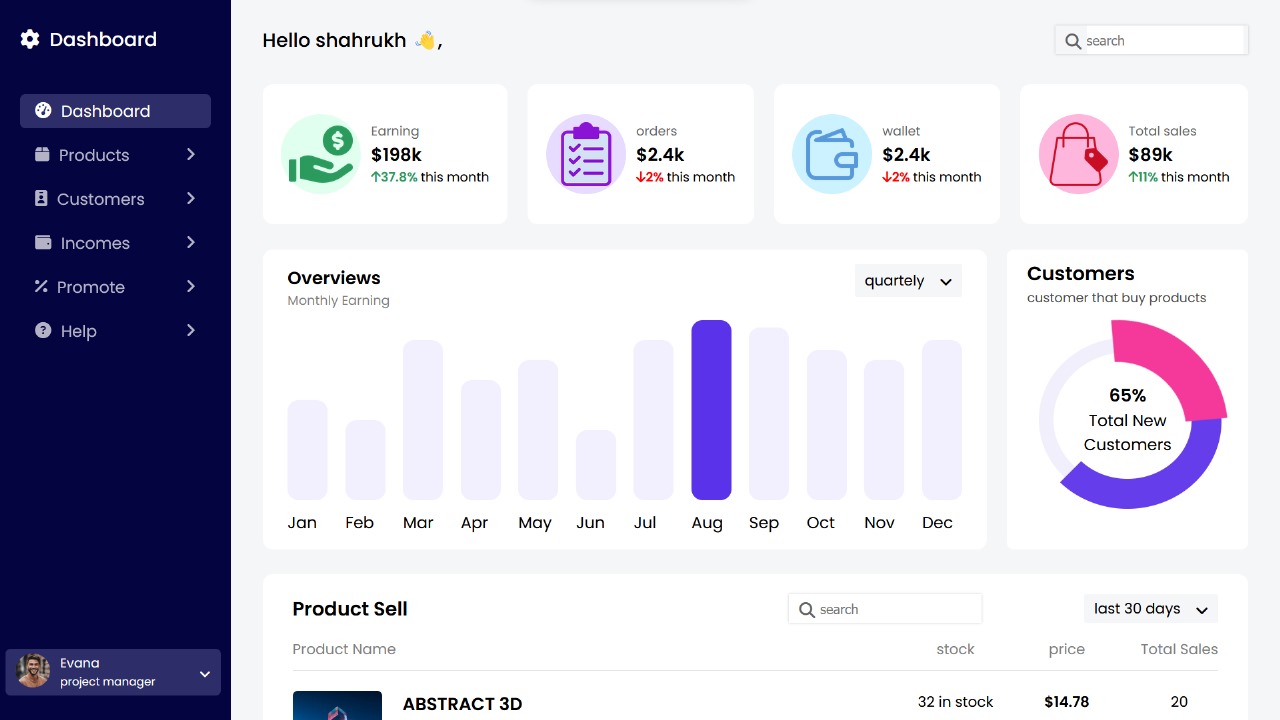 Dashboard
Dashboard
Products
Customers
Incomes
Promote
Help
Evana
project manager
Hello shahrukh 👋,
search
Earning
$198k
↑37.8% this month
orders
$2.4k
↓2% this month
wallet
$2.4k
↓2% this month
Total sales
$89k
↑11% this month
Overviews
Monthly Earning
quartely
Jan Feb Mar Apr May Jun Jul Aug Sep Oct Nov Dec
Customers
customer that buy products
65%
Total New
Customers
Product Sell
search
last 30 days
Product Name stock price Total Sales
ABSTRACT 3D 32 in stock $14.78 20